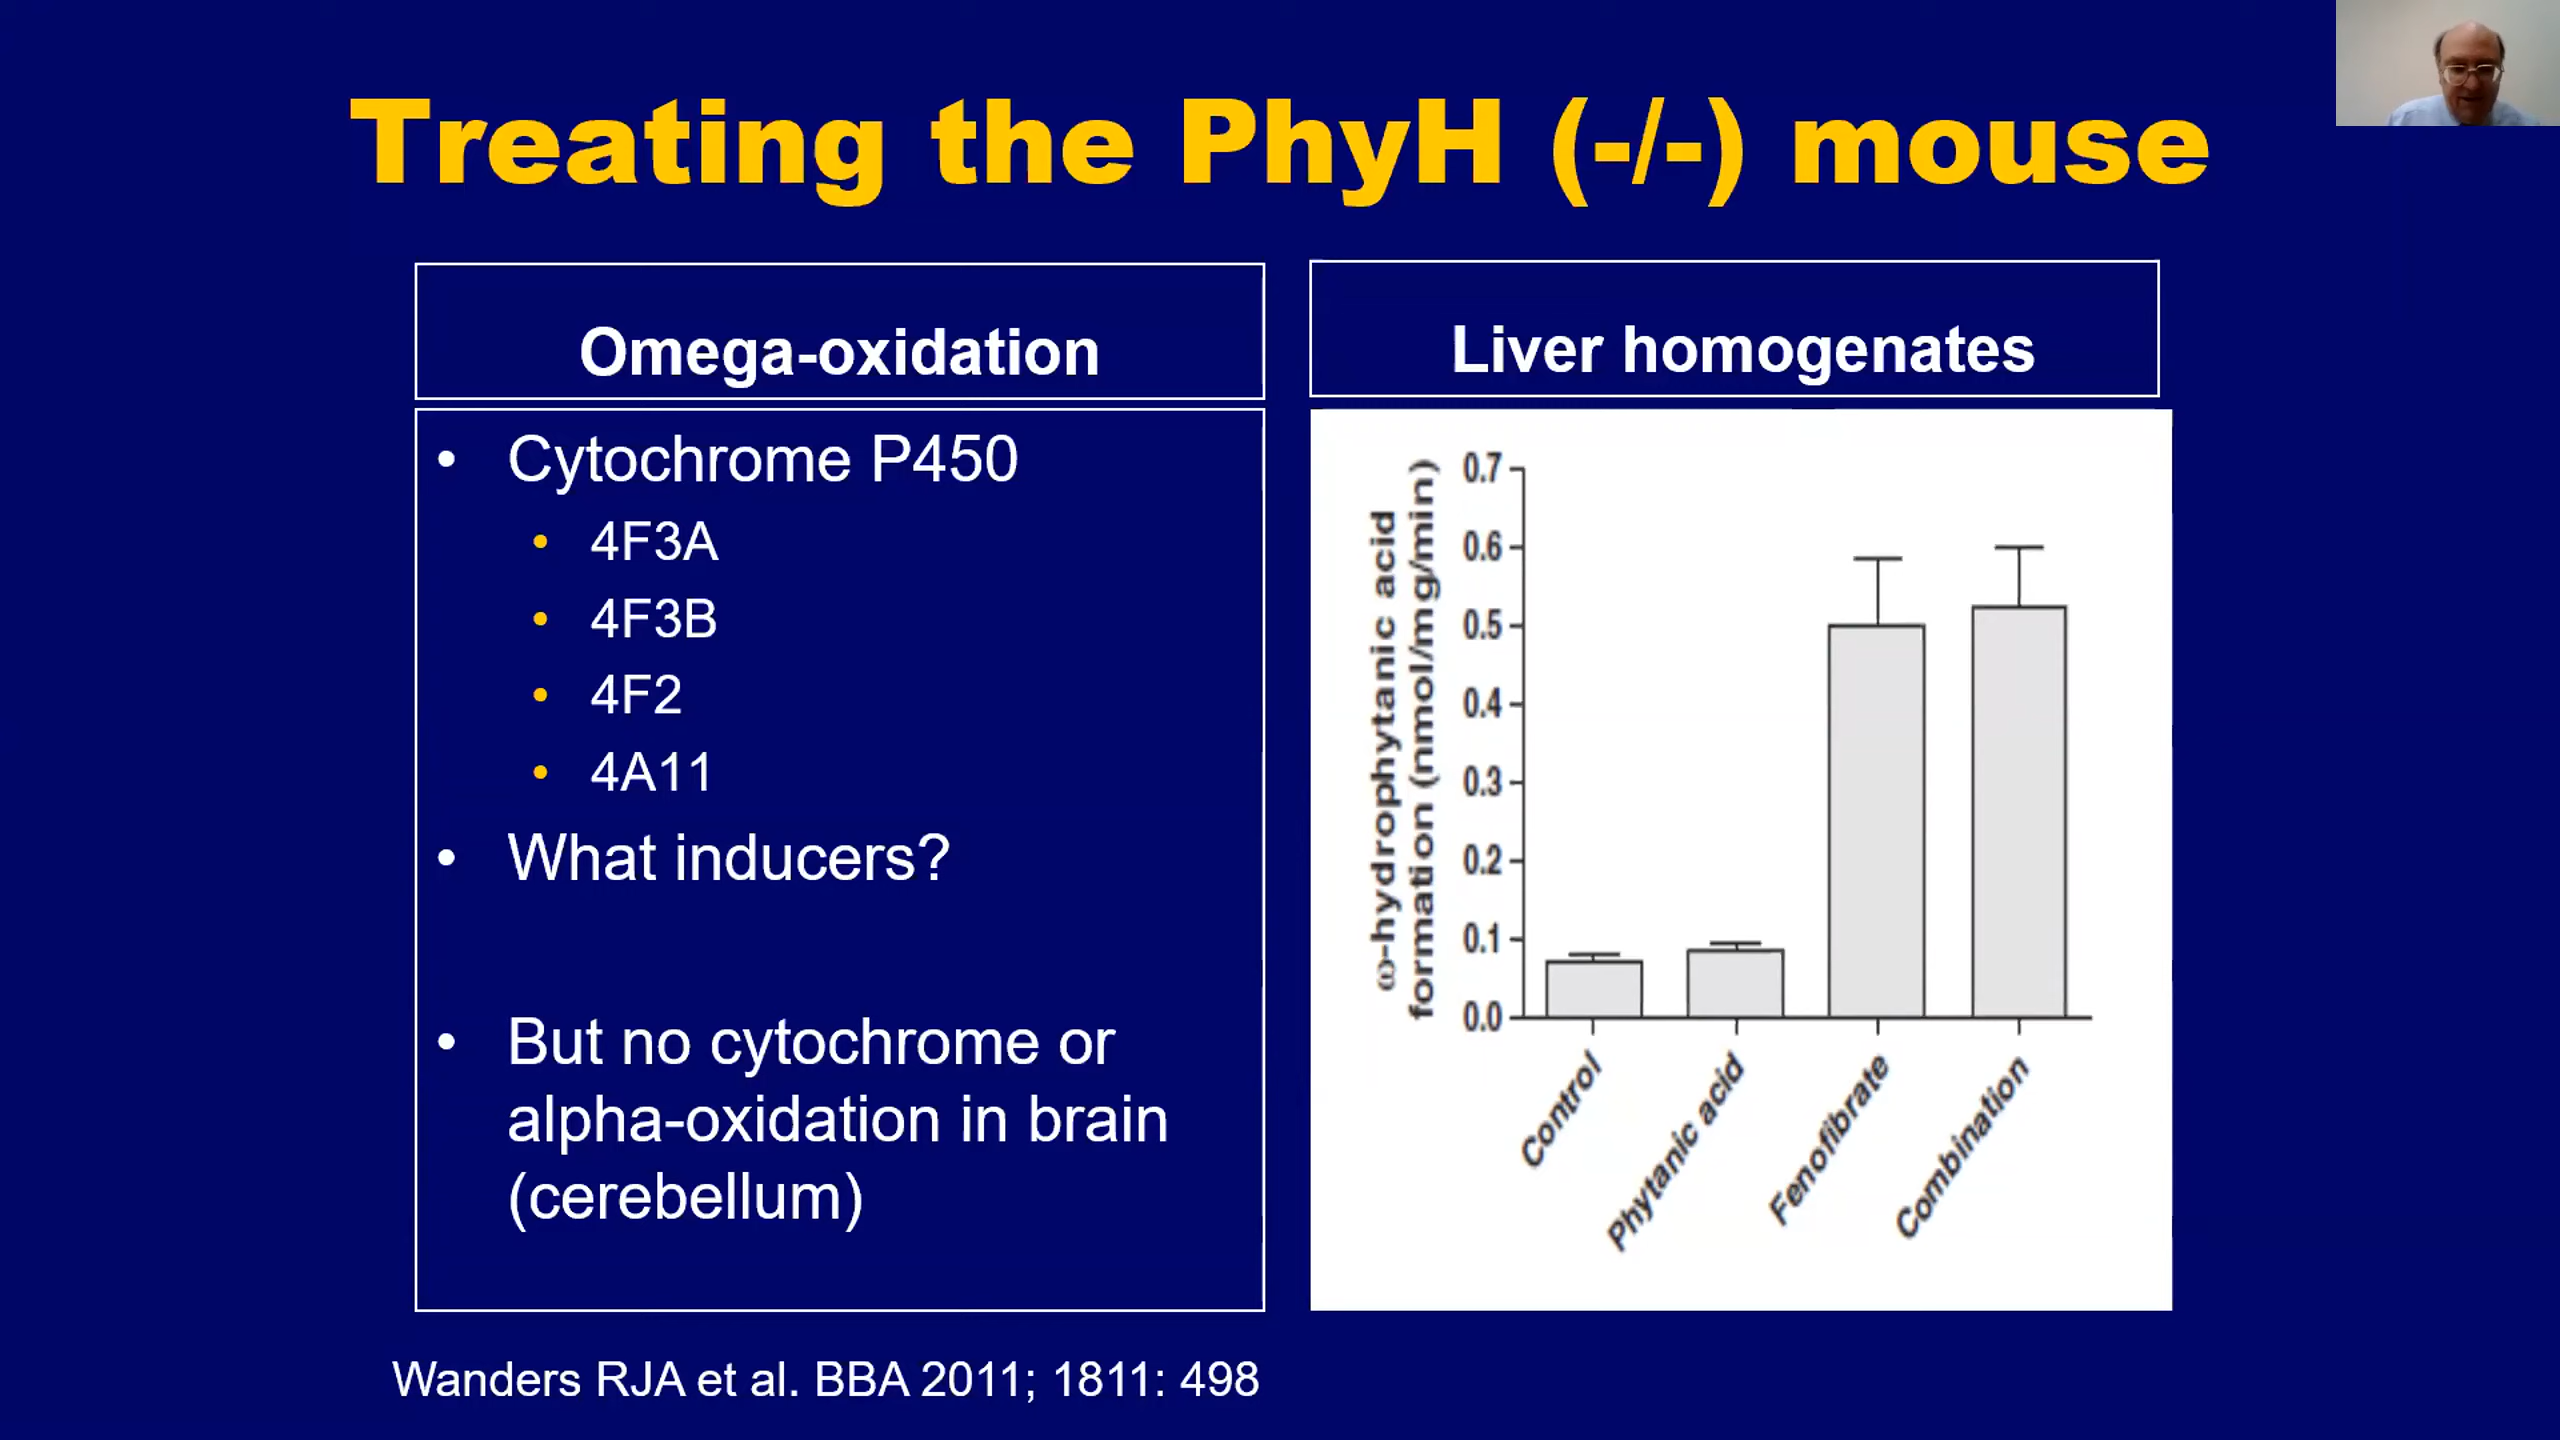 Treating the PhyH (-/-) mouse
Omega-oxidation
• Cytochrome P450
• 4F3A
• 4F3B
• 4F2
• 4A11
• What inducers?
• But no cytochrome or
alpha-oxidation in brain
(cerebellum)
Liver homogenates
ω-hydrophytanic acid
formation (nmol/mg/min)
0.7
0.6
0.5
0.4
0.3
0.2
0.1
0.0
Control
Phytanic acid
Fenofibrate
Combination
Wanders RJA et al. BBA 2011; 1811: 498